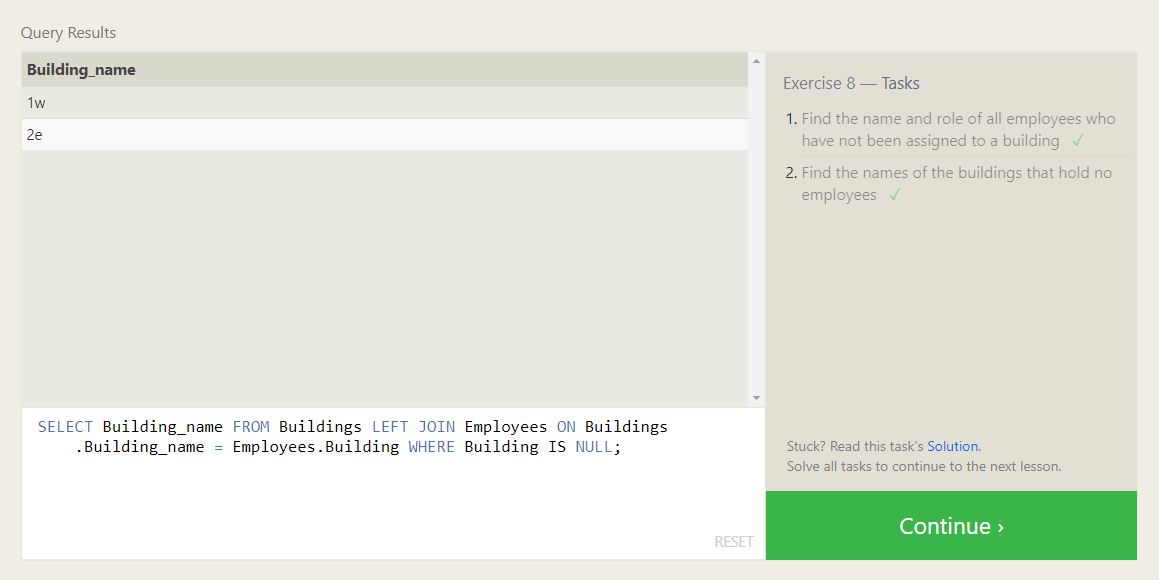 Query Results
Building_name
1w
2e
SELECT Building_name FROM Buildings LEFT JOIN Employees ON Buildings
.Building_name = Employees.Building WHERE Building IS NULL;
RESET
Exercise 8 — Tasks
1. Find the name and role of all employees who
have not been assigned to a building ✓
2. Find the names of the buildings that hold no
employees ✓
Stuck? Read this task's Solution.
Solve all tasks to continue to the next lesson.
Continue ›